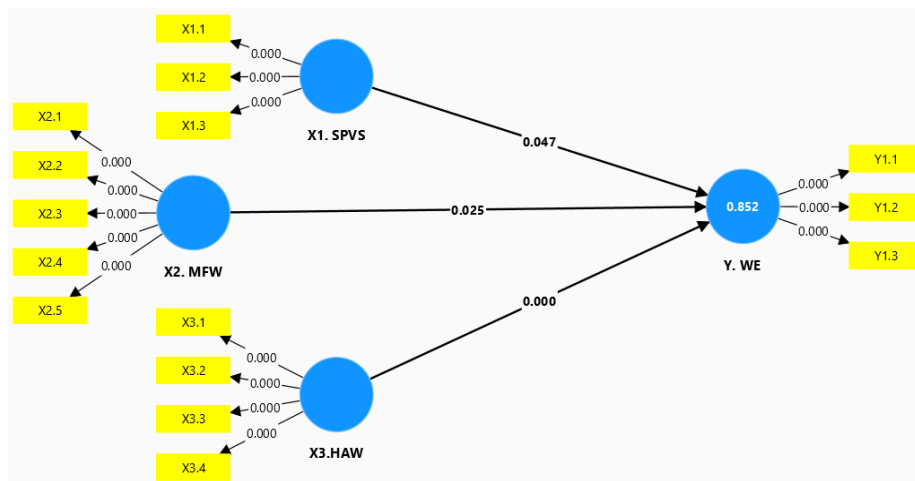 X1.1
X1.2
X1.3
0.000
0.000
0.000
X1. SPVS
X2.1
X2.2
X2.3
X2.4
X2.5
0.000
0.000
0.000
0.000
0.000
X2. MFW
X3.1
X3.2
X3.3
X3.4
0.000
0.000
0.000
0.000
X3.HAW
0.047
0.025
0.000
0.852
Y. WE
0.000
0.000
0.000
Y1.1
Y1.2
Y1.3